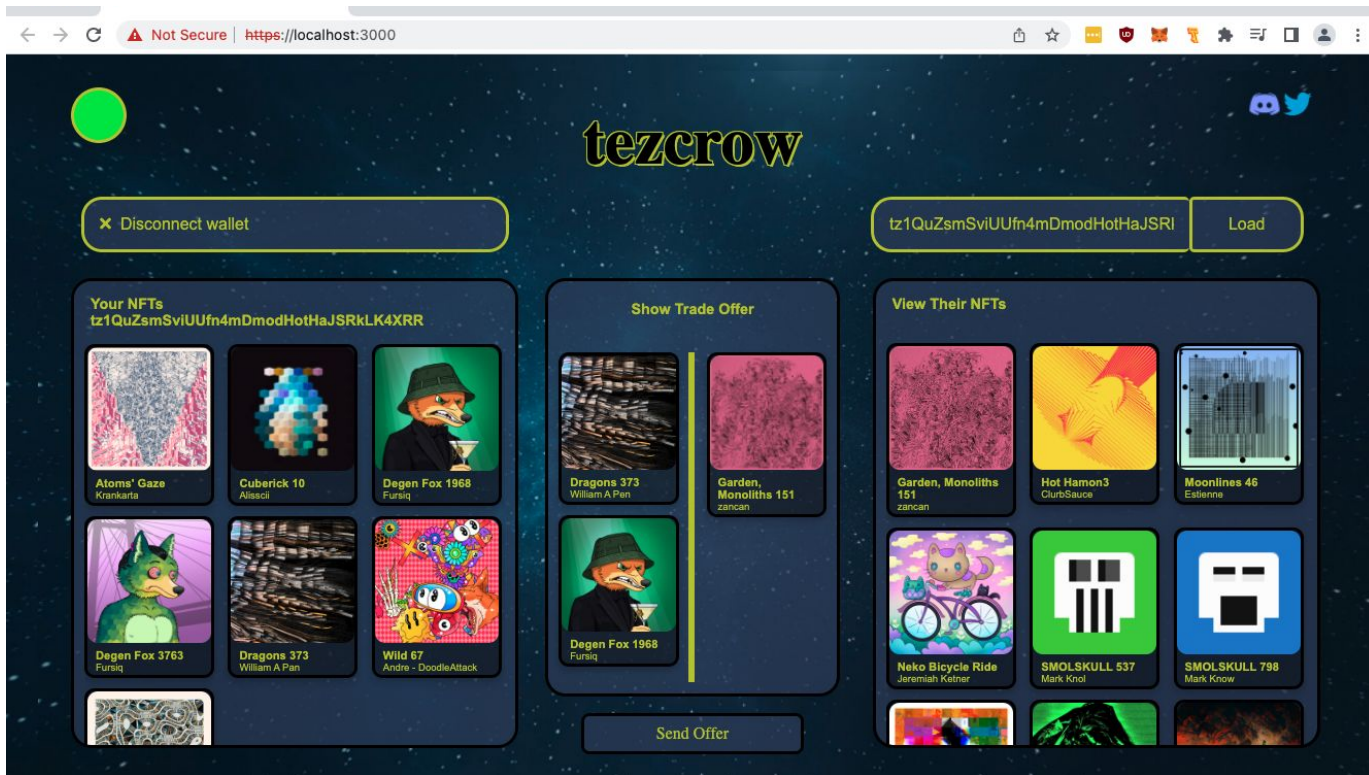 Not Secure https://localhost:3000
tezcrow
Disconnect wallet
tz1QuZsmSviUUfn4mDmodHotHaJSRI
Load
Your NFTs
tz1QuZsmSviUUfn4mDmodHotHaJSRkLK4XRR
Atoms' Gaze
Krankarta
Cuberick 10
Alisscii
Degen Fox 1968
Fursiq
Degen Fox 3763
Fursiq
Dragons 373
William A Pan
Wild 67
Andre - DoodleAttack
Show Trade Offer
Dragons 373
William A Pen
Garden,
Monoliths 151
zancan
Degen Fox 1968
Fursiq
Send Offer
View Their NFTs
Garden, Monoliths
151
zancan
Hot Hamon3
ClurbSauce
Moonlines 46
Estienne
Neko Bicycle Ride
Jeremiah Ketner
SMOLSKULL 537
Mark Knol
SMOLSKULL 798
Mark Know